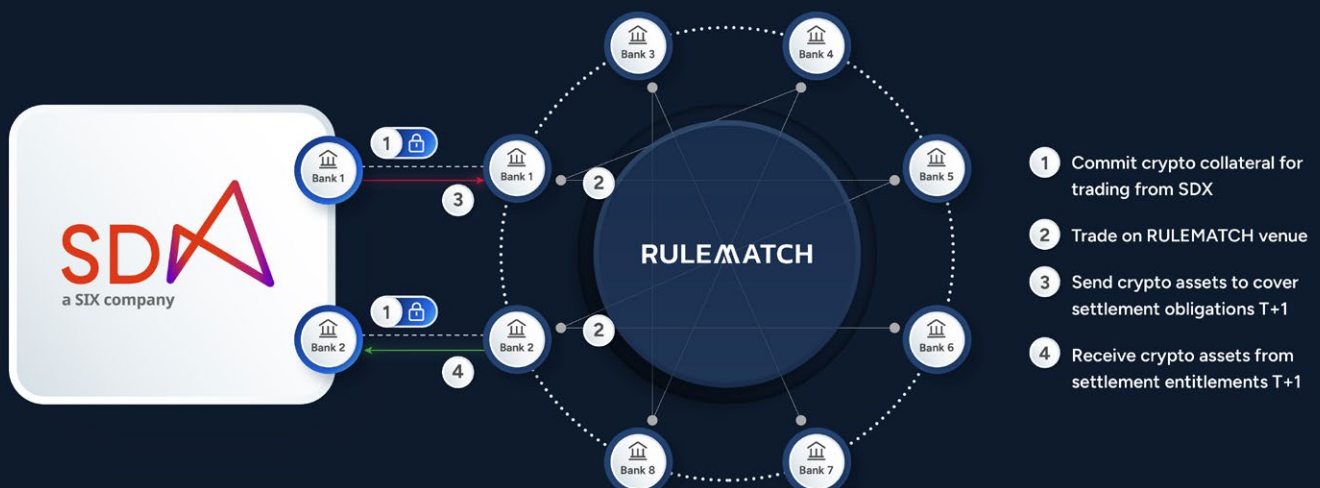 SDX
a SIX company
Bank 1
Bank 2
1
3
1
4
Bank 1
Bank 2
Bank 3
Bank 4
Bank 5
Bank 6
Bank 7
Bank 8
2
2
RULEMATCH
1 Commit crypto collateral for
trading from SDX
2 Trade on RULEMATCH venue
3 Send crypto assets to cover
settlement obligations T+1
4 Receive crypto assets from
settlement entitlements T+1